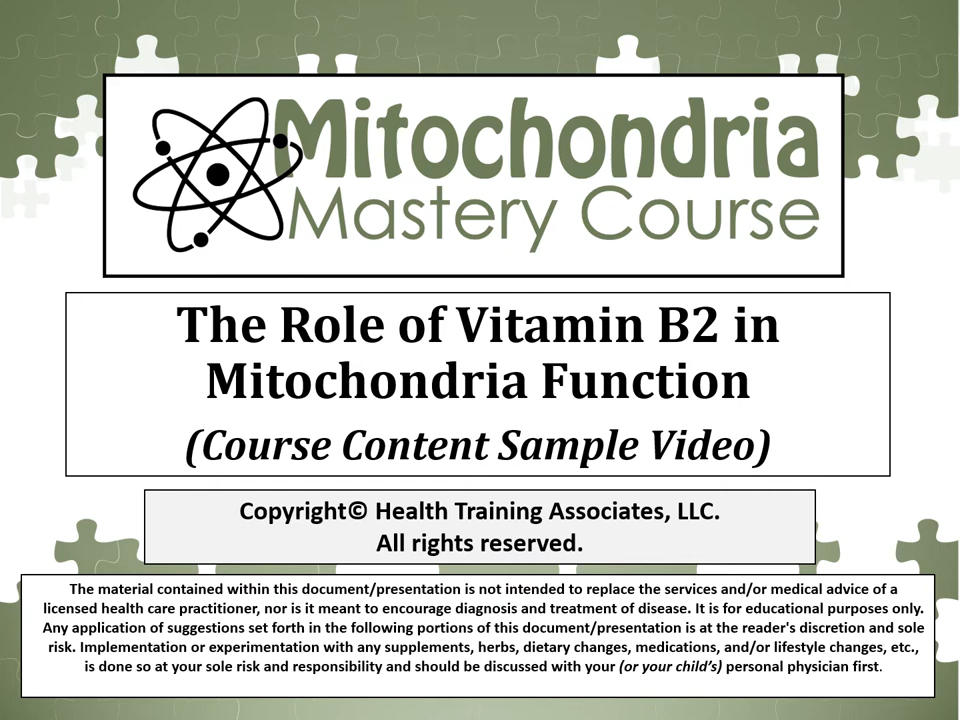 Mitochondria
Mastery Course
The Role of Vitamin B2 in
Mitochondria Function
(Course Content Sample Video)
Copyright© Health Training Associates, LLC.
All rights reserved.
The material contained within this document/presentation is not intended to replace the services and/or medical advice of a
licensed health care practitioner, nor is it meant to encourage diagnosis and treatment of disease. It is for educational purposes only.
Any application of suggestions set forth in the following portions of this document/presentation is at the reader's discretion and sole
risk. Implementation or experimentation with any supplements, herbs, dietary changes, medications, and/or lifestyle changes, etc.,
is done so at your sole risk and responsibility and should be discussed with your (or your child's) personal physician first.